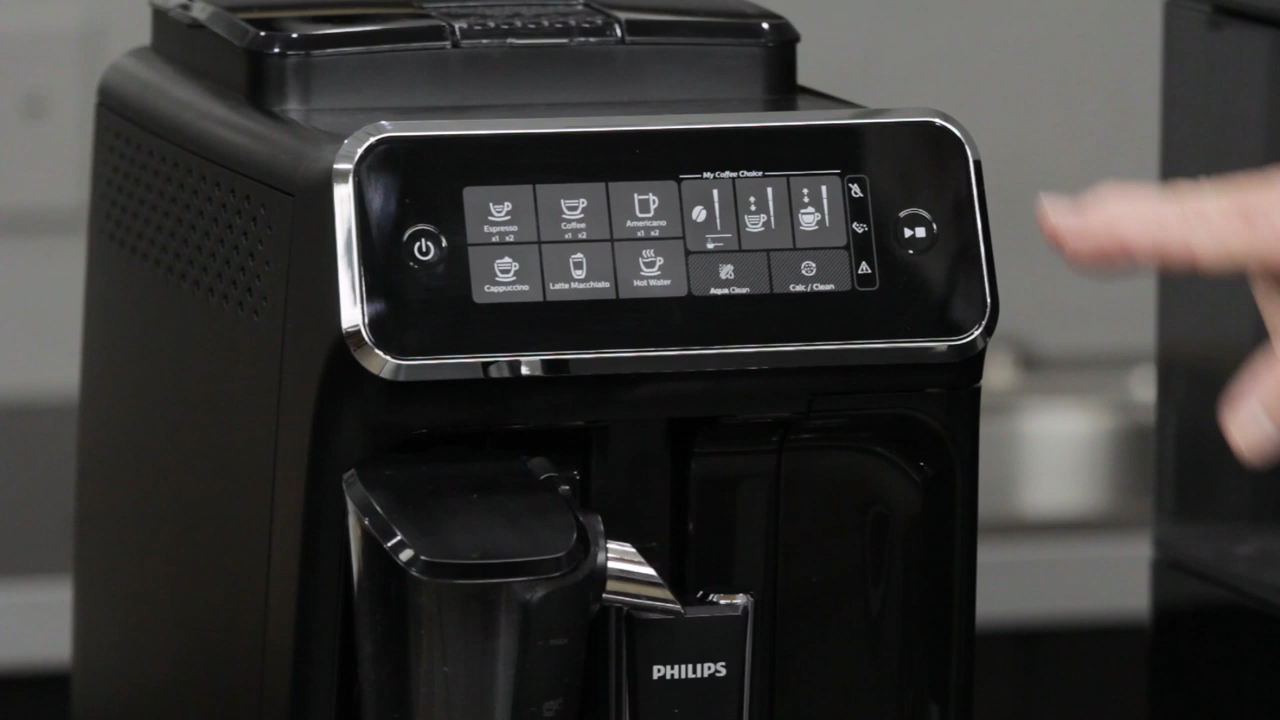 My Coffee Choice
Espresso
x1 x2
Coffee
x1 x2
Americano
x1 x2
Cappuccino
Latte Macchiato
Hot Water
Aqua Clean
Calc / Clean
PHILIPS